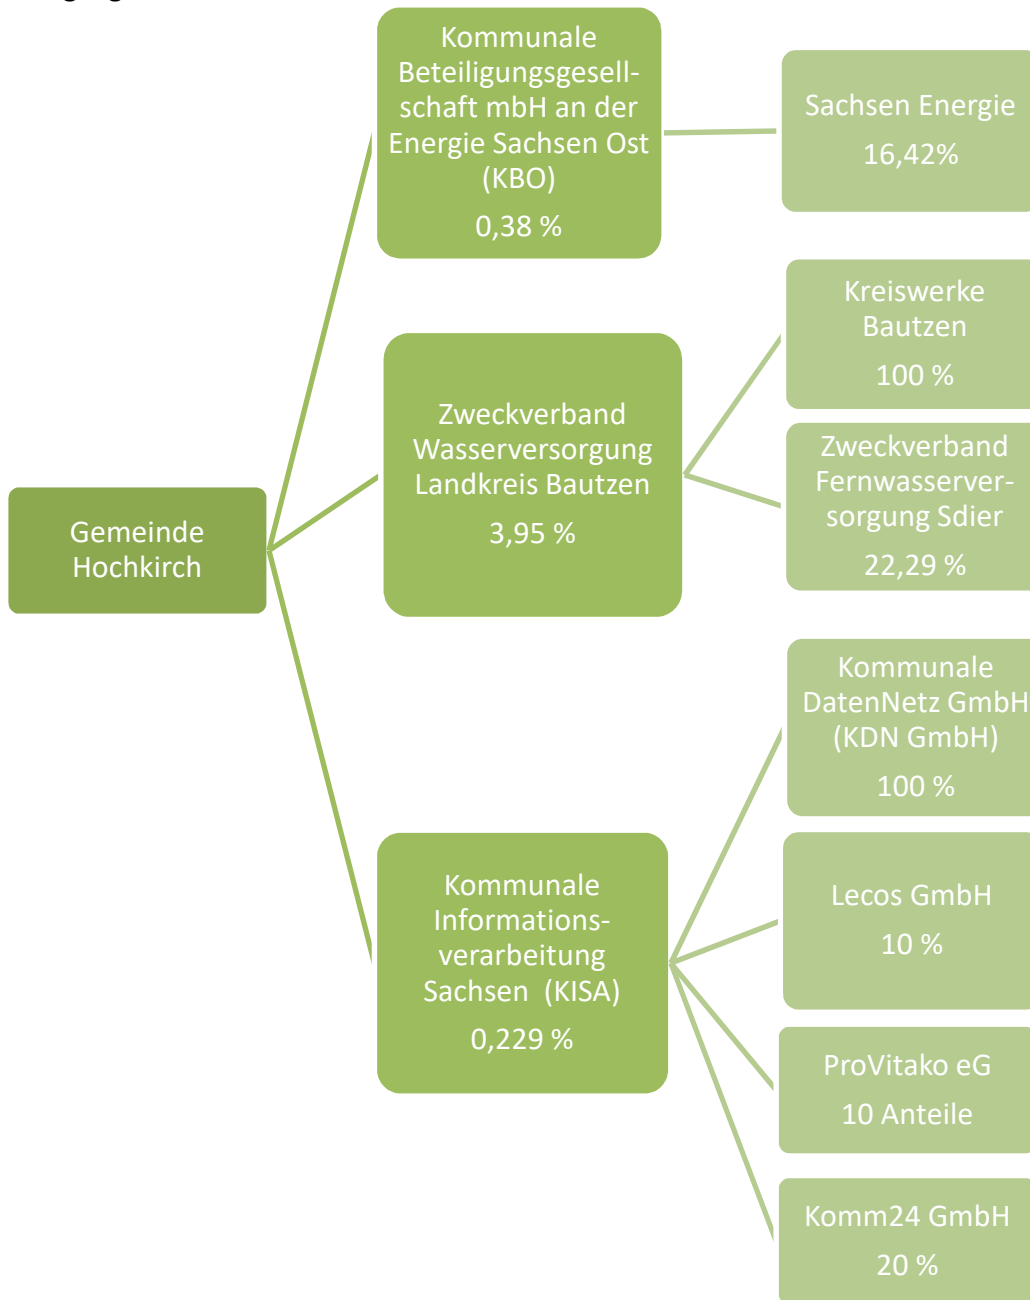 Gemeinde
Hochkirch
Kommunale
Beteiligungsgesell-
schaft mbH an der
Energie Sachsen Ost
(KBO)
0,38 %
Sachsen Energie
16,42%
Zweckverband
Wasserversorgung
Landkreis Bautzen
3,95 %
Kreiswerke
Bautzen
100 %
Zweckverband
Fernwasserver-
sorgung Sdier
22,29 %
Kommunale
Informations-
verarbeitung
Sachsen (KISA)
0,229 %
Kommunale
DatenNetz GmbH
(KDN GmbH)
100 %
Lecos GmbH
10 %
ProVitako eG
10 Anteile
Komm24 GmbH
20 %